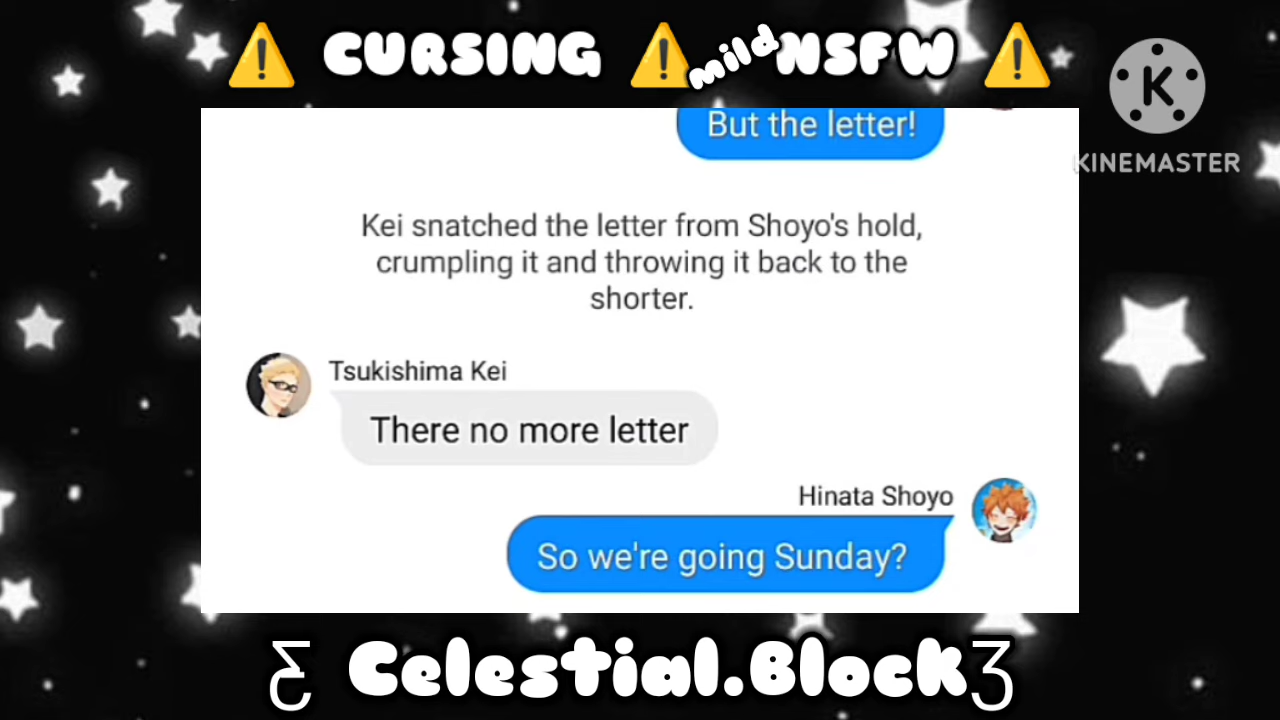 ⚠️ CURSING ⚠️ mild NSFW ⚠️
K
KINEMASTER
But the letter!
Kei snatched the letter from Shoyo's hold,
crumpling it and throwing it back to the
shorter.
Tsukishima Kei
There no more letter
Hinata Shoyo
So we're going Sunday?
Ƹ Celestial.Block Ʒ